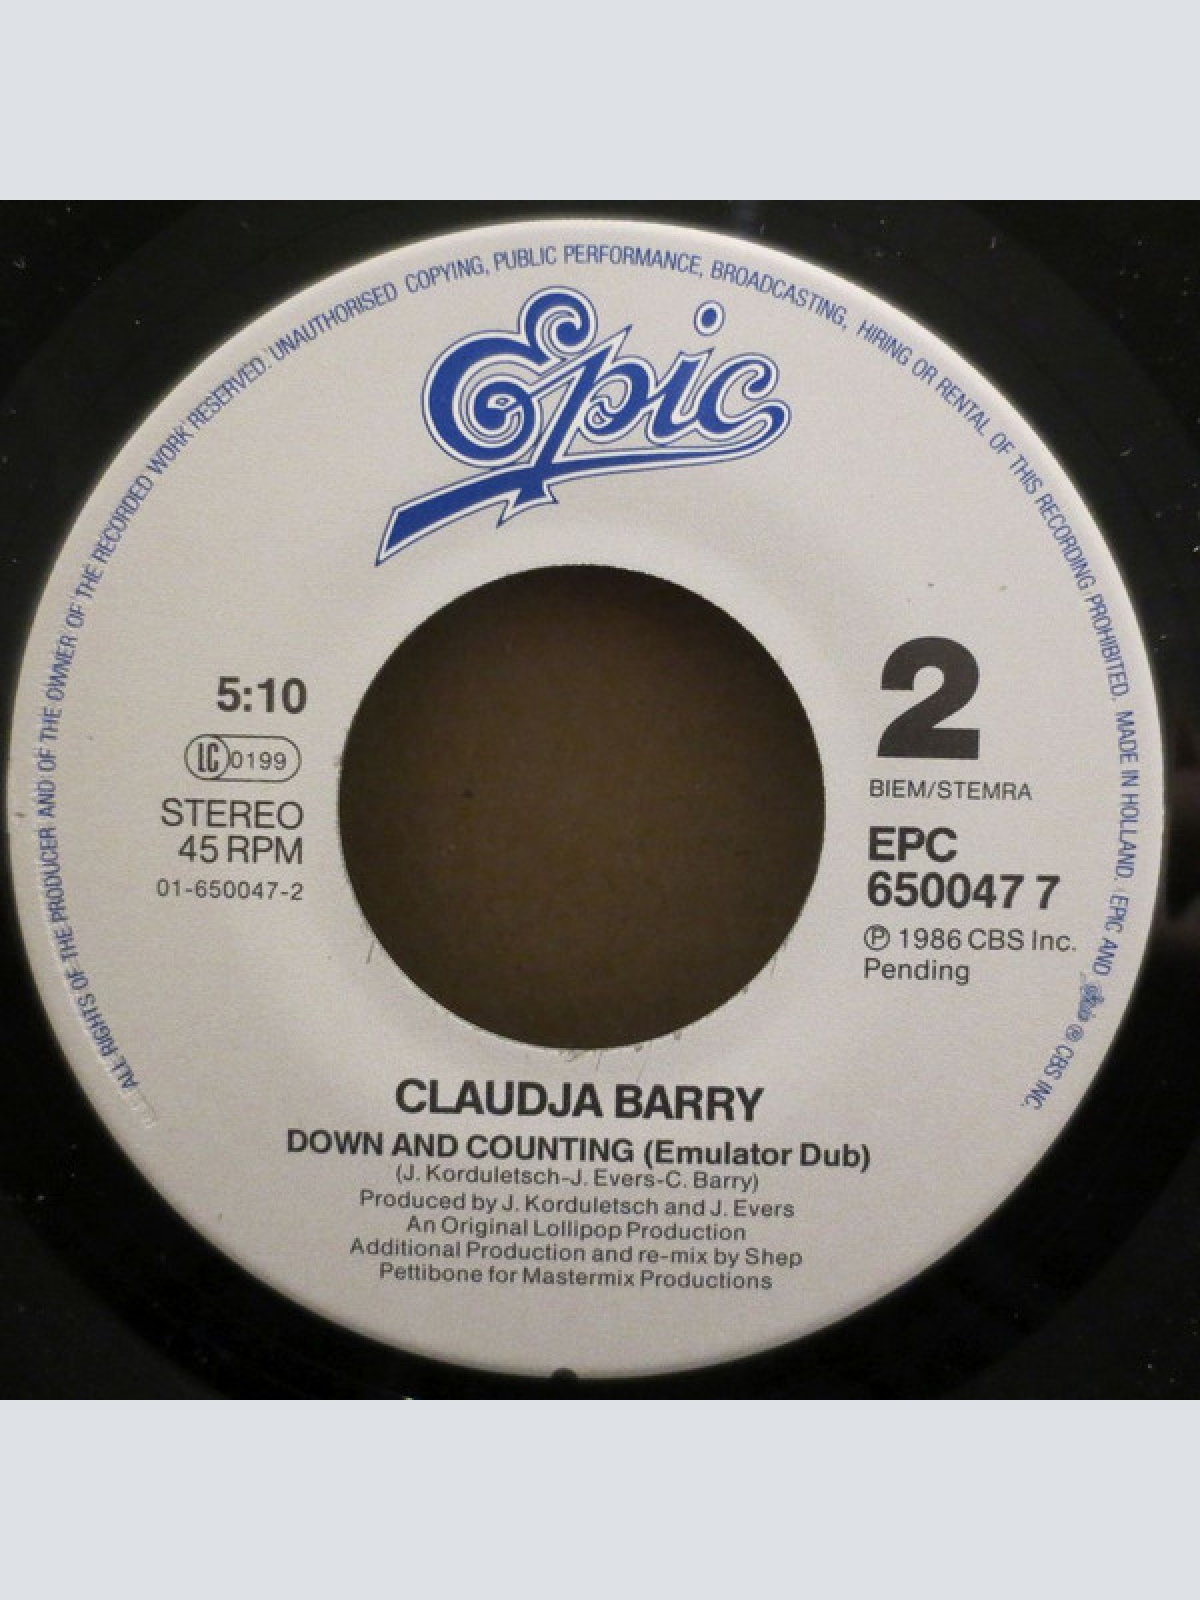 ALL RIGHTS OF THE PRODUCER AND OF THE OWNER OF THE RECORDED WORK RESERVED. UNAUTHORISED COPYING, PUBLIC PERFORMANCE, BROADCASTING, HIRING OR RENTAL OF THIS RECORDING PROHIBITED. MADE IN HOLLAND. EPIC AND Epic ® CBS INC.
Epic
5:10
LC 0199
STEREO
45 RPM
01-650047-2
2
BIEM/STEMRA
EPC
650047 7
℗ 1986 CBS Inc.
Pending
CLAUDJA BARRY
DOWN AND COUNTING (Emulator Dub)
(J. Korduletsch-J. Evers-C. Barry)
Produced by J. Korduletsch and J. Evers
An Original Lollipop Production
Additional Production and re-mix by Shep
Pettibone for Mastermix Productions